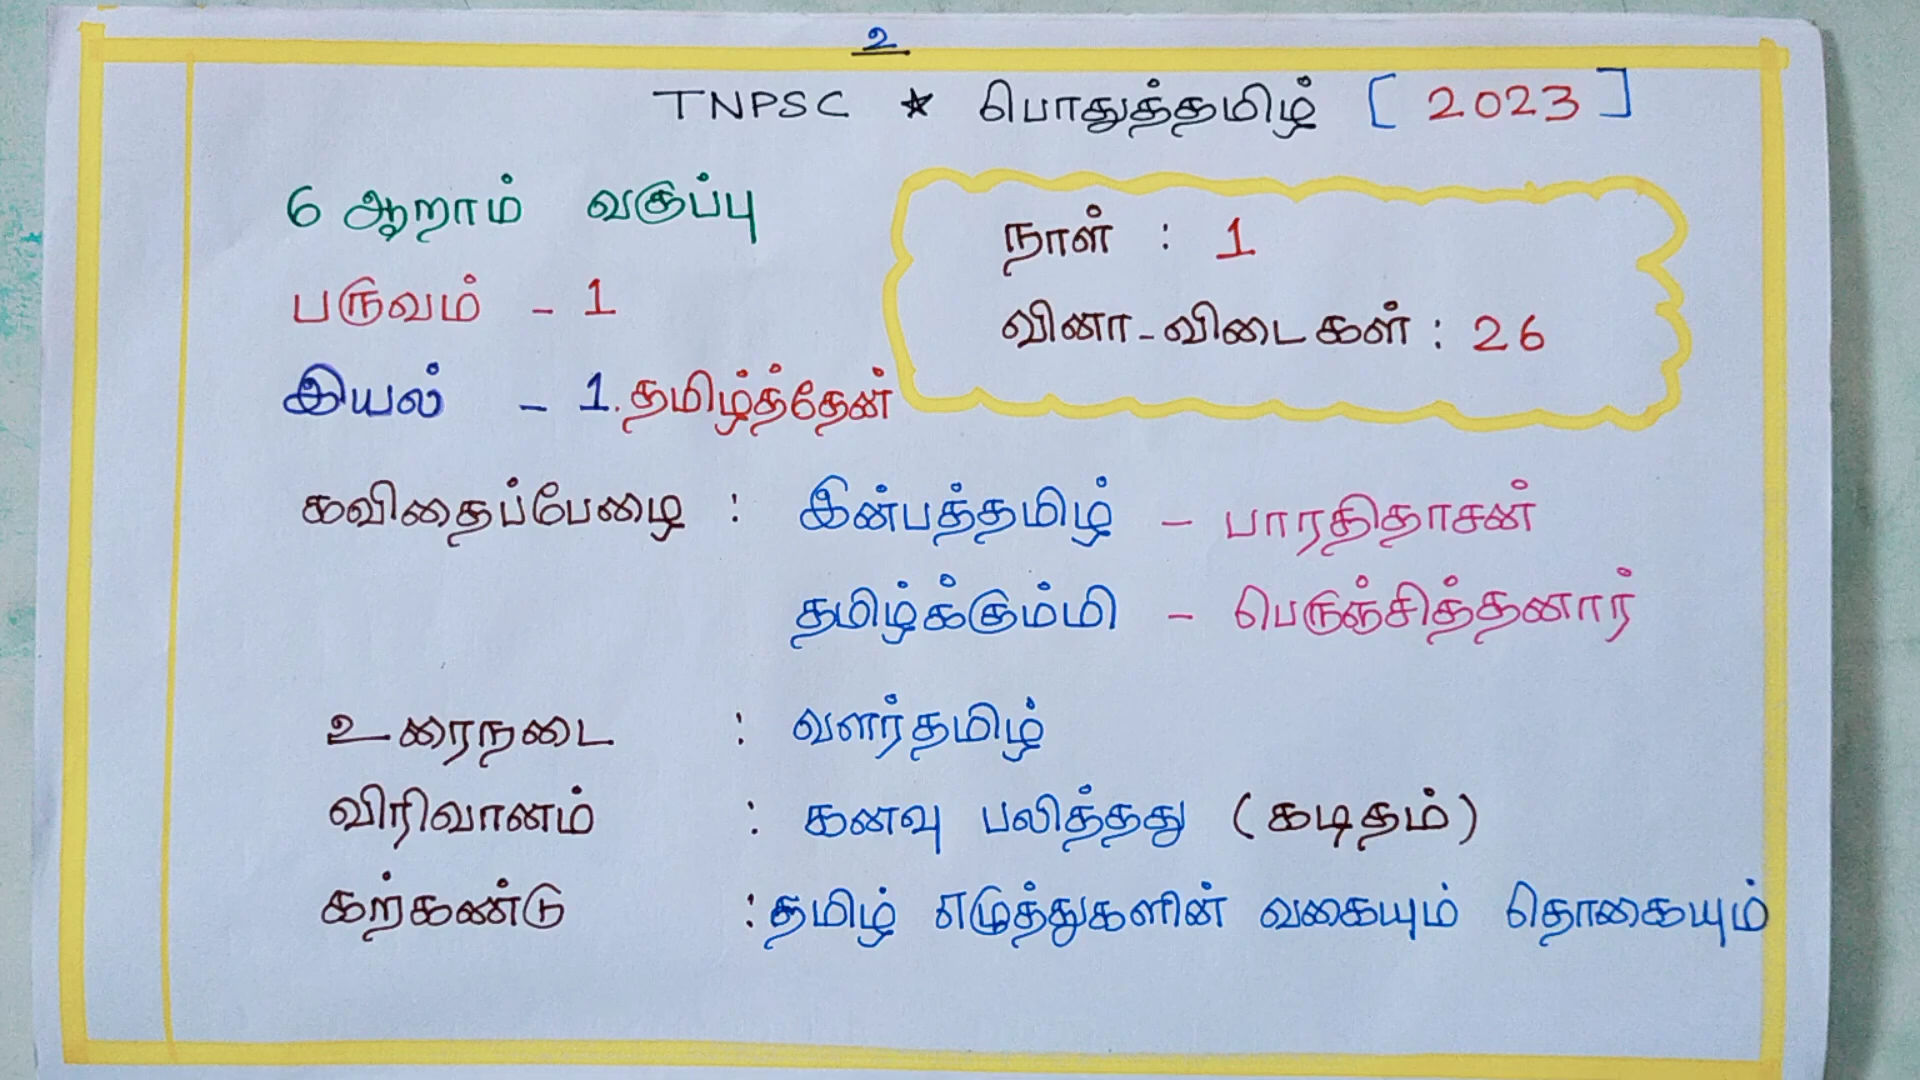 உ
TNPSC ★ பொதுத்தமிழ் [ 2023 ]
6 ஆறாம் வகுப்பு
பருவம் - 1
இயல் - 1. தமிழ்த்தேன்
நாள் : 1
வினா-விடைகள் : 26
கவிதைப்பேழை : இன்பத்தமிழ் - பாரதிதாசன்
தமிழ்க்கும்மி - பெருஞ்சித்தனார்
உரைநடை : வளர்தமிழ்
விரிவானம் : கனவு பலித்தது (கடிதம்)
கற்கண்டு : தமிழ் எழுத்துகளின் வகையும் தொகையும்